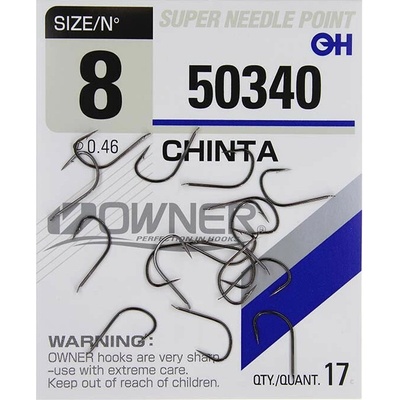 SIZE/N°
SUPER NEEDLE POINT
8
OH
50340
0.46
CHINTA
OWNER®
PERFECTION IN HOOKS
WARNING:
OWNER hooks are very sharp
–use with extreme care.
Keep out of reach of children.
QTY./QUANT. 17